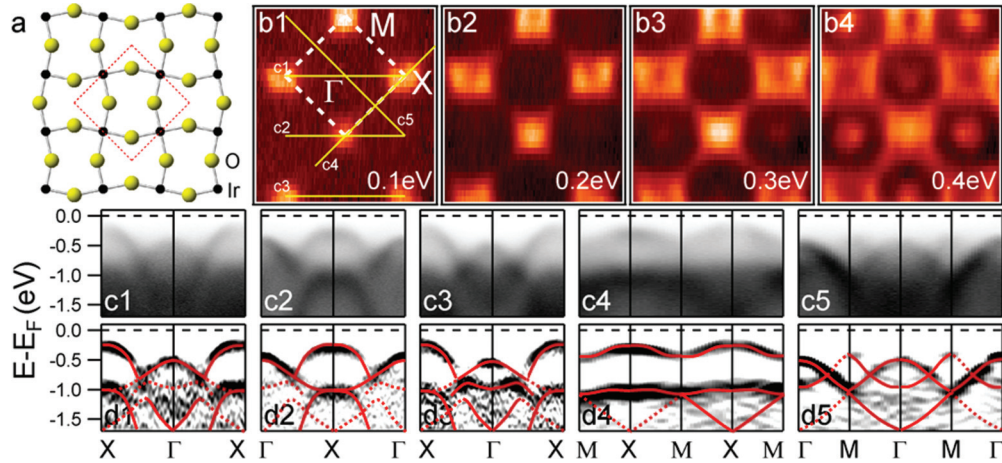 a
O
Ir
b1
M
c1
Γ
X
c2
c5
c4
c3
0.1eV
b2
0.2eV
b3
0.3eV
b4
0.4eV
E-E_F (eV)
0.0
-0.5
-1.0
-1.5
c1
c2
c3
c4
c5
0.0
-0.5
-1.0
-1.5
d1
d2
d3
d4
d5
X Γ X
Γ X Γ
X Γ X
M X M X M
Γ M Γ M Γ